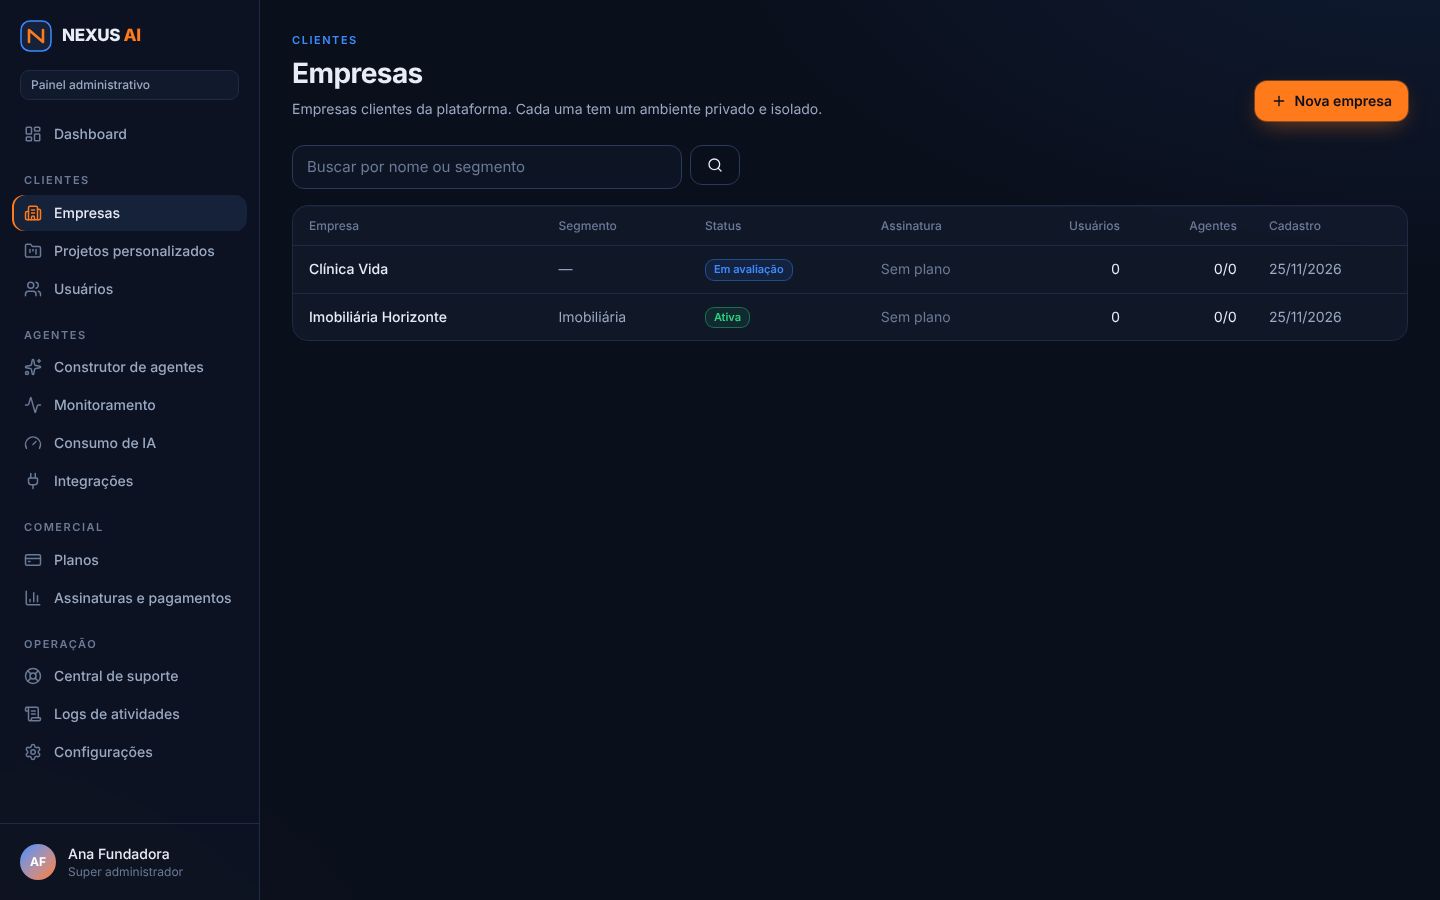 NEXUS AI
Painel administrativo
Dashboard
CLIENTES
Empresas
Projetos personalizados
Usuários
AGENTES
Construtor de agentes
Monitoramento
Consumo de IA
Integrações
COMERCIAL
Planos
Assinaturas e pagamentos
OPERAÇÃO
Central de suporte
Logs de atividades
Configurações
AF
Ana Fundadora
Super administrador
CLIENTES
Empresas
Empresas clientes da plataforma. Cada uma tem um ambiente privado e isolado.
Nova empresa
Buscar por nome ou segmento
Empresa Segmento Status Assinatura Usuários Agentes Cadastro
Clínica Vida — Em avaliação Sem plano 0 0/0 25/11/2026
Imobiliária Horizonte Imobiliária Ativa Sem plano 0 0/0 25/11/2026